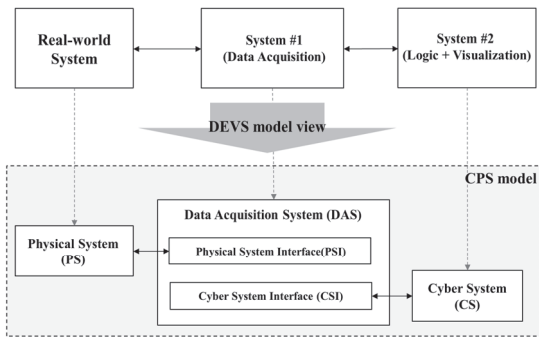 Real-world
System
System #1
(Data Acquisition)
System #2
(Logic + Visualization)
DEVS model view
CPS model
Data Acquisition System (DAS)
Physical System
(PS)
Physical System Interface(PSI)
Cyber System Interface (CSI)
Cyber System
(CS)